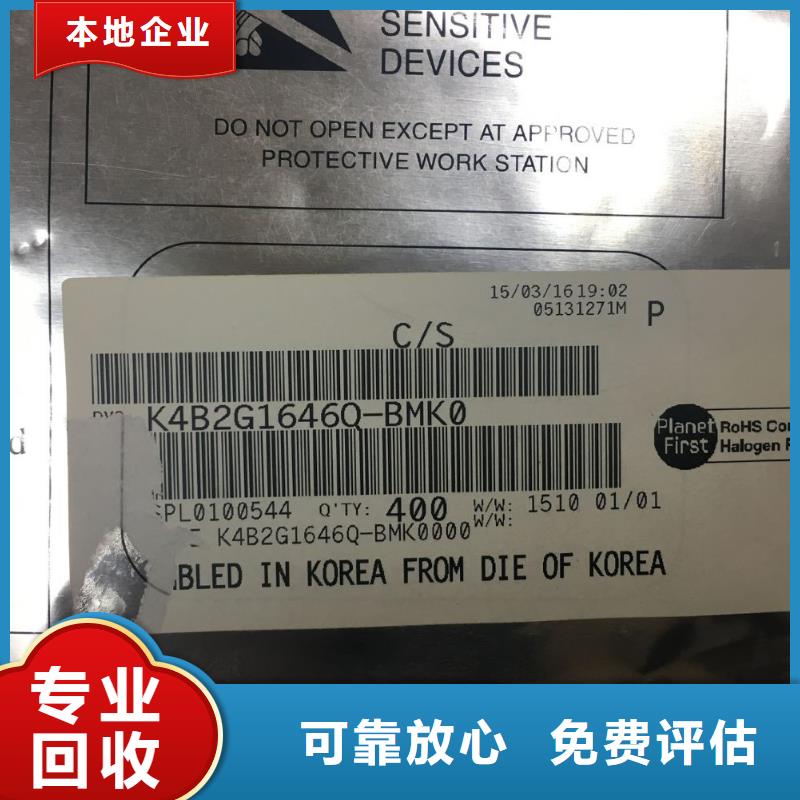 本地企业
SENSITIVE
DEVICES
DO NOT OPEN EXCEPT AT APPROVED
PROTECTIVE WORK STATION
15/03/16 19:02
05131271M P
C/S
K4B2G1646Q-BMK0
Planet
First
RoHS Co
Halogen
PL0100544 Q'TY: 400 W/W: 1510 01/01
W/W:
K4B2G1646Q-BMK0000
BLED IN KOREA FROM DIE OF KOREA
d
专业
回收
可靠放心 免费评估